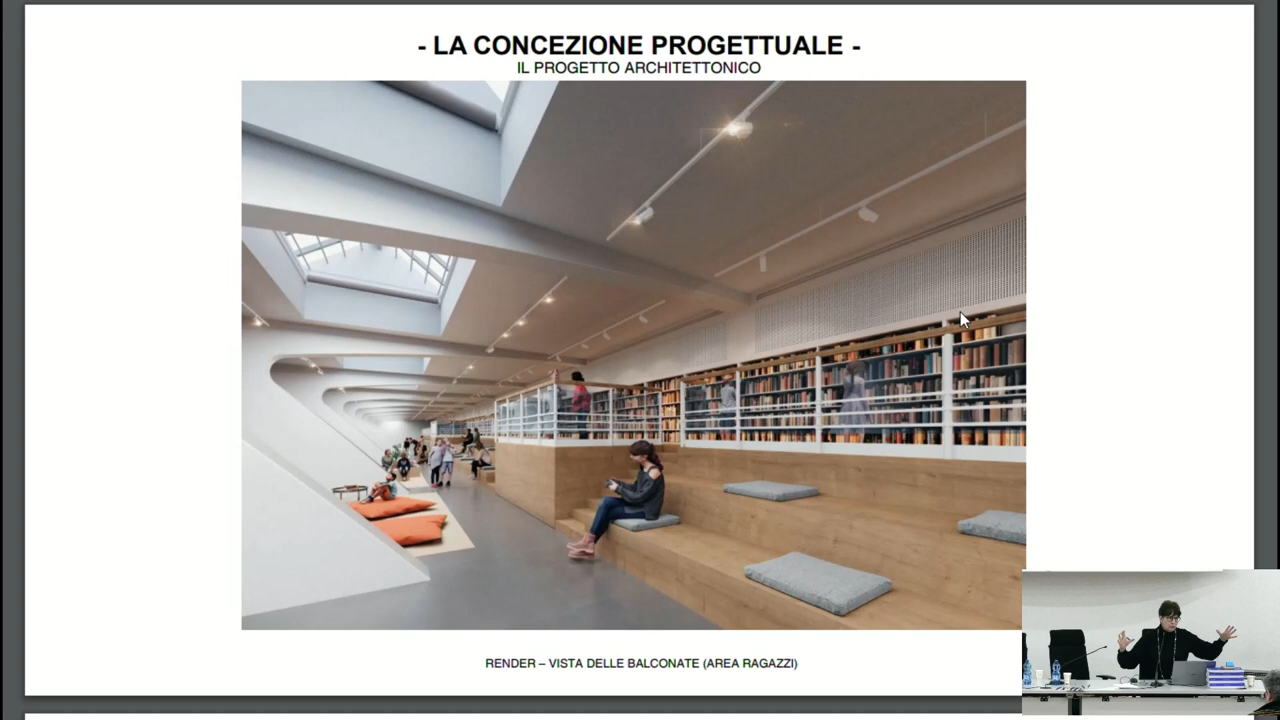 - LA CONCEZIONE PROGETTUALE -
IL PROGETTO ARCHITETTONICO
RENDER – VISTA DELLE BALCONATE (AREA RAGAZZI)